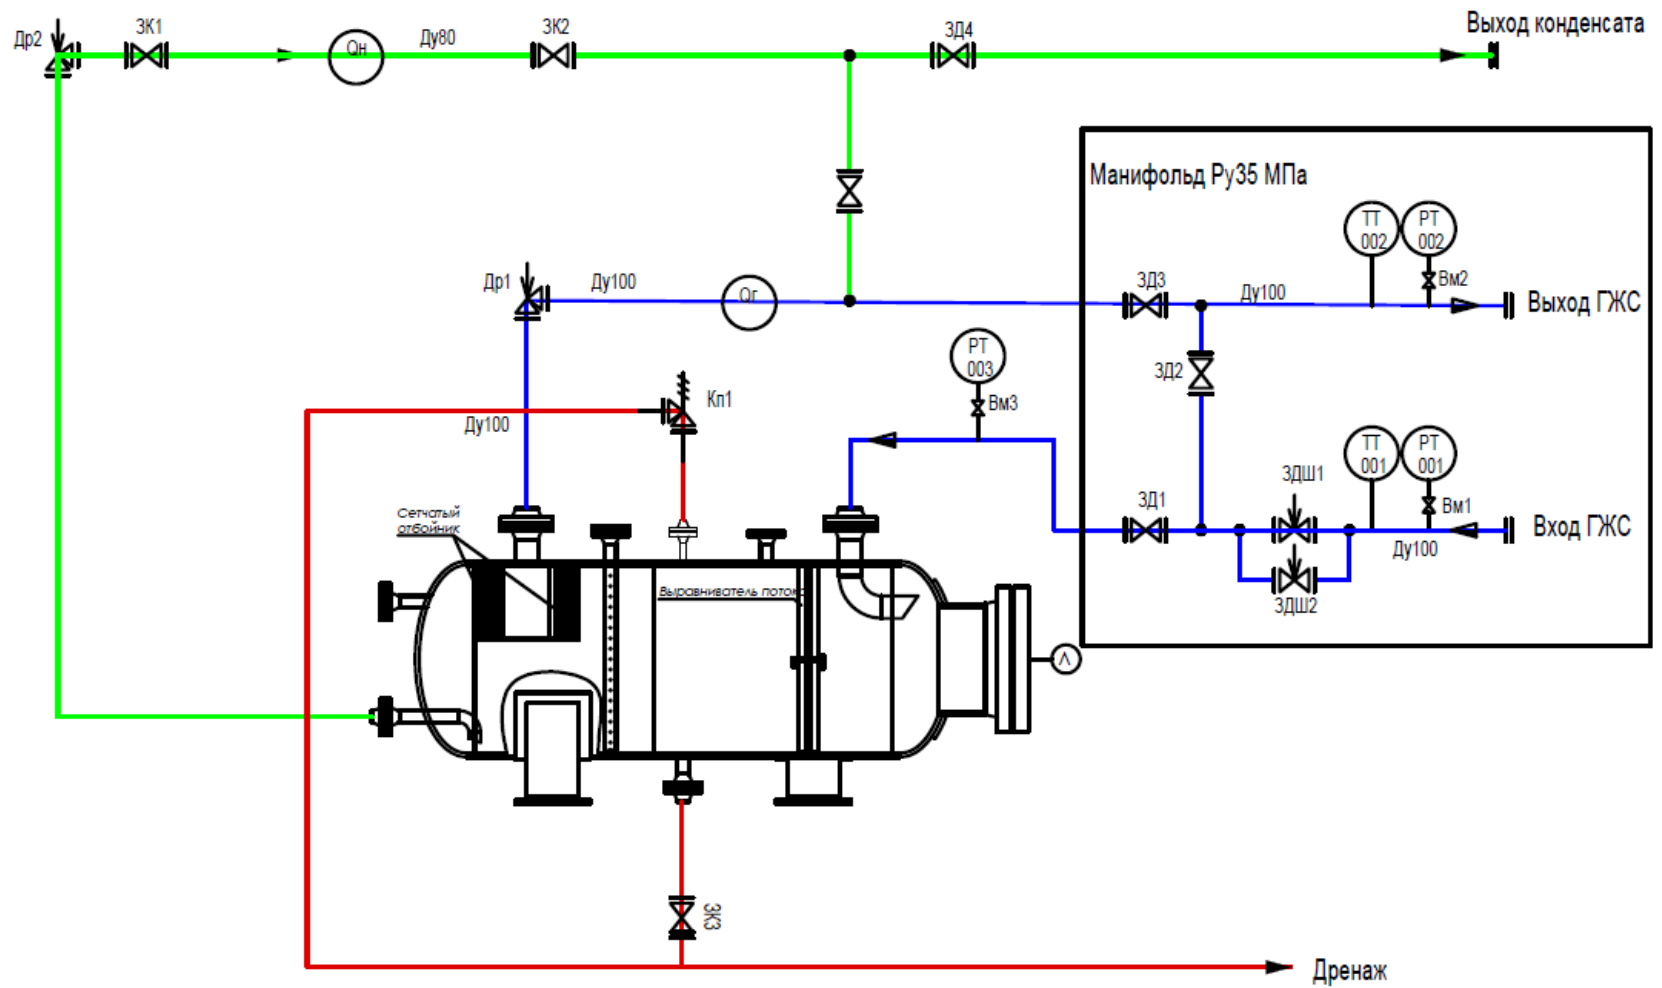 Выход конденсата
Др2
ЗК1
Qн
Ду80
ЗК2
ЗД4
Манифольд Ру35 МПа
ТТ
002
РТ
002
Вм2
Др1
Ду100
Qг
ЗД3
Ду100
Выход ГЖС
РТ
003
Вм3
ЗД2
Кп1
Ду100
ТТ
001
РТ
001
Вм1
ЗДШ1
ЗД1
Вход ГЖС
Ду100
ЗДШ2
Сетчатый
отбойник
Выравниватель потока
Л
ЗК3
Дренаж